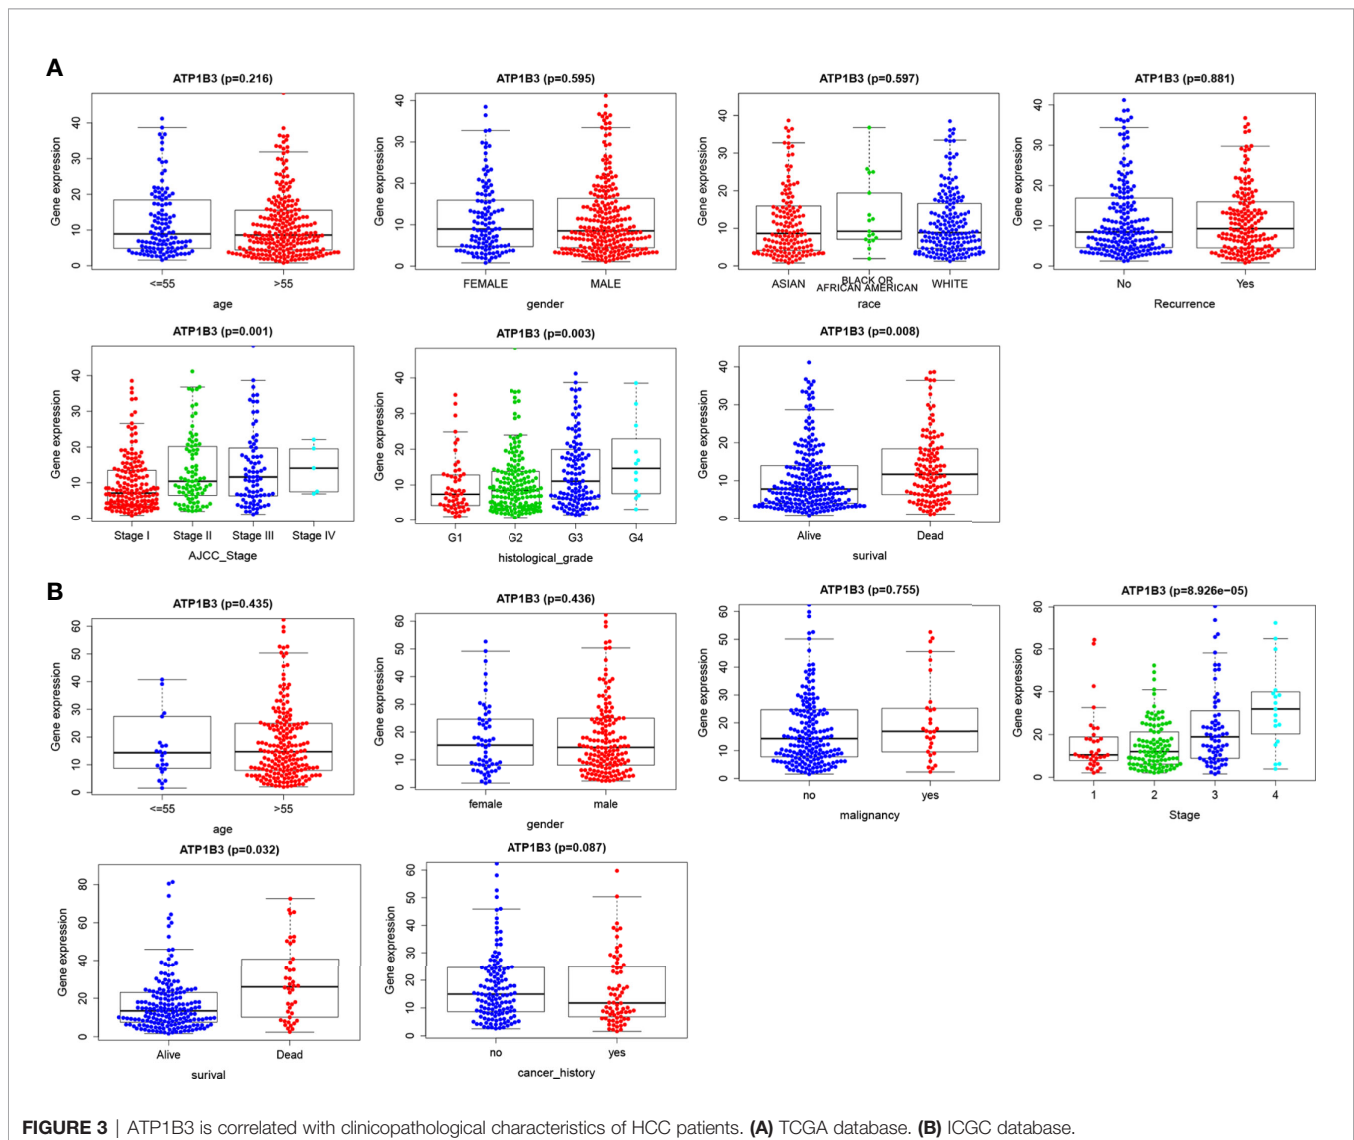 A
ATP1B3 (p=0.216)
Gene expression
0 10 20 30 40
<=55 >55
age
ATP1B3 (p=0.595)
Gene expression
0 10 20 30 40
FEMALE MALE
gender
ATP1B3 (p=0.597)
Gene expression
0 10 20 30 40
ASIAN BLACK OR AFRICAN AMERICAN WHITE
race
ATP1B3 (p=0.881)
Gene expression
0 10 20 30 40
No Yes
Recurrence
ATP1B3 (p=0.001)
Gene expression
0 10 20 30 40
Stage I Stage II Stage III Stage IV
AJCC_Stage
ATP1B3 (p=0.003)
Gene expression
0 10 20 30 40
G1 G2 G3 G4
histological_grade
ATP1B3 (p=0.008)
Gene expression
0 10 20 30 40
Alive Dead
surival
B
ATP1B3 (p=0.435)
Gene expression
0 10 20 30 40 50 60
<=55 >55
age
ATP1B3 (p=0.436)
Gene expression
0 10 20 30 40 50 60
female male
gender
ATP1B3 (p=0.755)
Gene expression
0 10 20 30 40 50 60
no yes
malignancy
ATP1B3 (p=8.926e−05)
Gene expression
0 20 40 60 80
1 2 3 4
Stage
ATP1B3 (p=0.032)
Gene expression
0 20 40 60 80
Alive Dead
surival
ATP1B3 (p=0.087)
Gene expression
0 10 20 30 40 50 60
no yes
cancer_history
FIGURE 3 | ATP1B3 is correlated with clinicopathological characteristics of HCC patients. (A) TCGA database. (B) ICGC database.